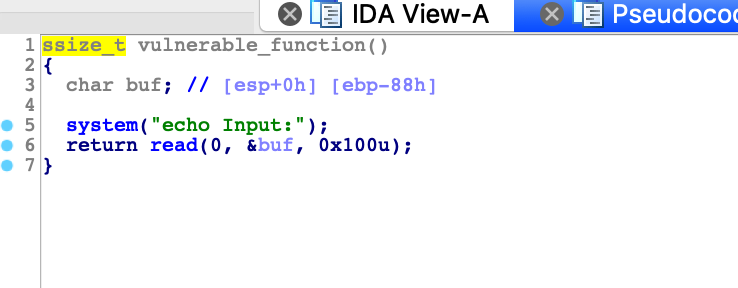 IDA View-A Pseudocod
1 ssize_t vulnerable_function()
2 {
3 char buf; // [esp+0h] [ebp-88h]
4
5 system("echo Input:");
6 return read(0, &buf, 0x100u);
7 }